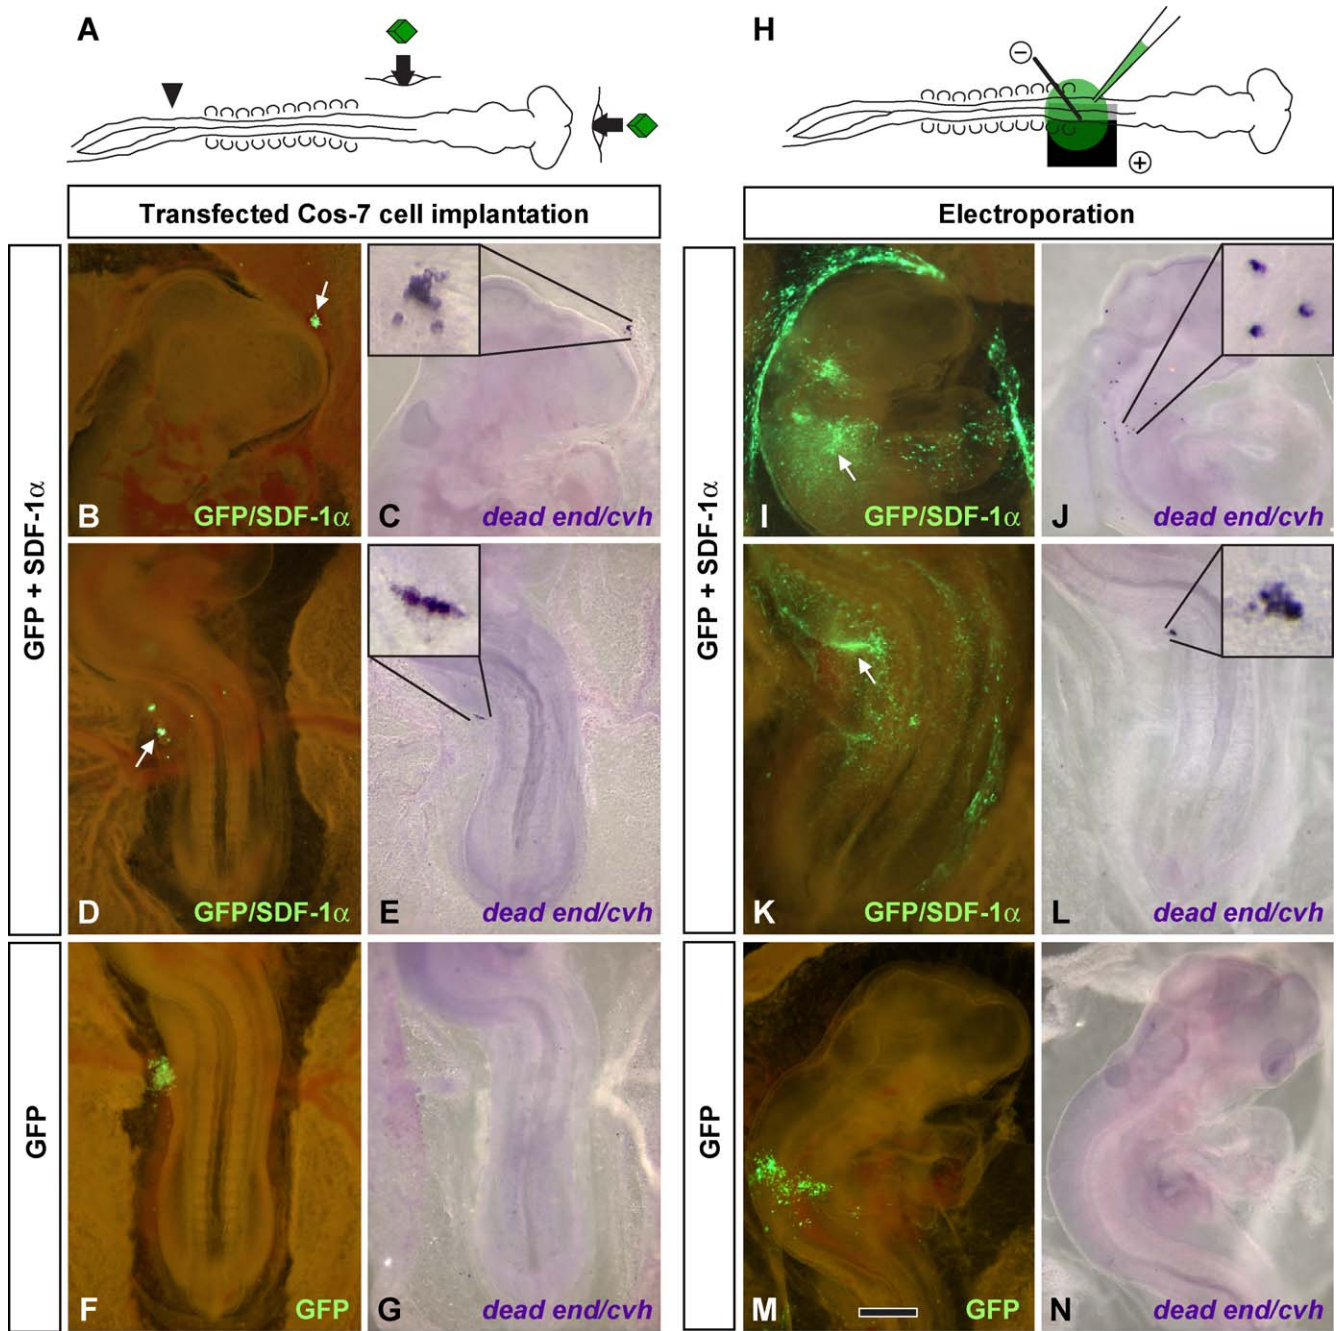 A
H
−
+
Transfected Cos-7 cell implantation
Electroporation
GFP + SDF-1α
GFP + SDF-1α
B
GFP/SDF-1α
C
dead end/cvh
I
GFP/SDF-1α
J
dead end/cvh
D
GFP/SDF-1α
E
dead end/cvh
K
GFP/SDF-1α
L
dead end/cvh
GFP
GFP
F
GFP
G
dead end/cvh
M
GFP
N
dead end/cvh